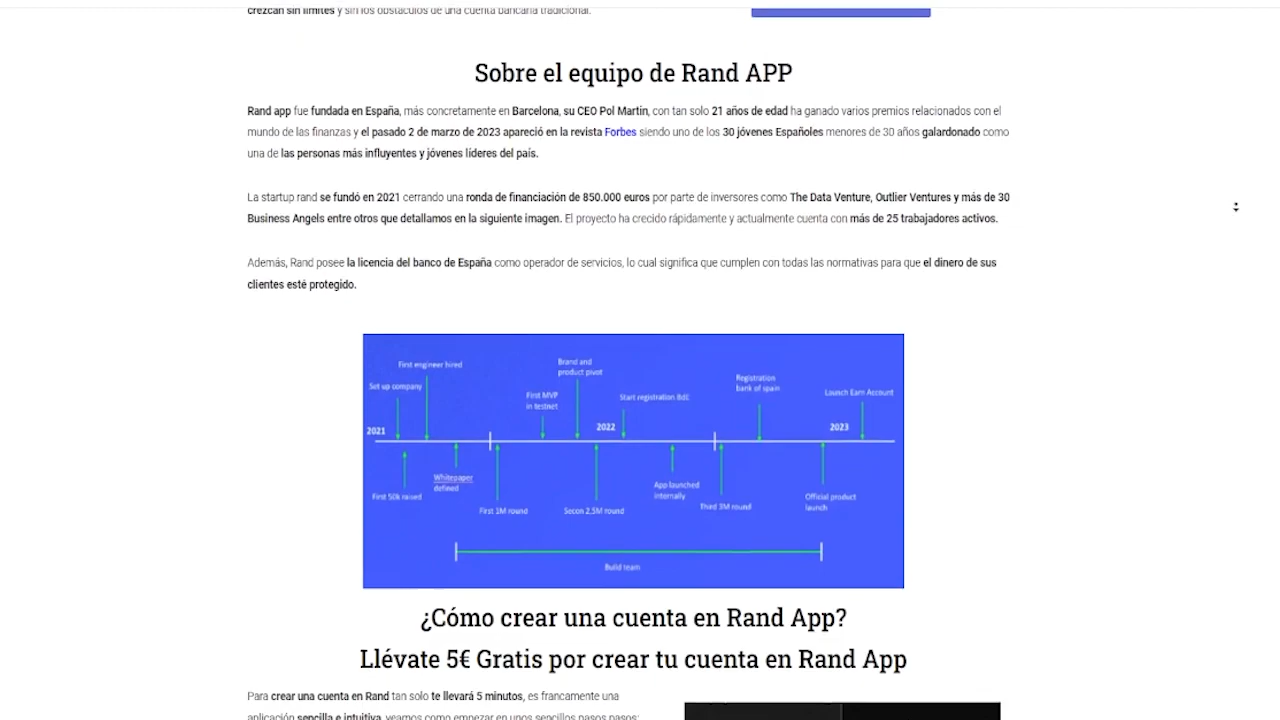 crezcan sin límites y sin los obstáculos de una cuenta bancaria tradicional.
Sobre el equipo de Rand APP
Rand app fue fundada en España, más concretamente en Barcelona, su CEO Pol Martin, con tan solo 21 años de edad ha ganado varios premios relacionados con el
mundo de las finanzas y el pasado 2 de marzo de 2023 apareció en la revista Forbes siendo uno de los 30 jóvenes Españoles menores de 30 años galardonado como
una de las personas más influyentes y jóvenes líderes del país.
La startup rand se fundó en 2021 cerrando una ronda de financiación de 850.000 euros por parte de inversores como The Data Venture, Outlier Ventures y más de 30
Business Angels entre otros que detallamos en la siguiente imagen. El proyecto ha crecido rápidamente y actualmente cuenta con más de 25 trabajadores activos.
Además, Rand posee la licencia del banco de España como operador de servicios, lo cual significa que cumplen con todas las normativas para que el dinero de sus
clientes esté protegido.
Brand and
product pivot
First engineer hired
Registration
bank of spain
Set up company
Launch Earn Account
First MVP
in testnet
Start registration BdE
2021
2022
2023
Whitepaper
defined
App launched
internally
First 50k raised
Official product
launch
First 1M round
Secon 2,5M round
Third 3M round
Build team
¿Cómo crear una cuenta en Rand App?
Llévate 5€ Gratis por crear tu cuenta en Rand App
Para crear una cuenta en Rand tan solo te llevará 5 minutos, es francamente una
aplicación sencilla e intuitiva, veamos como empezar en unos sencillos pasos pasos: